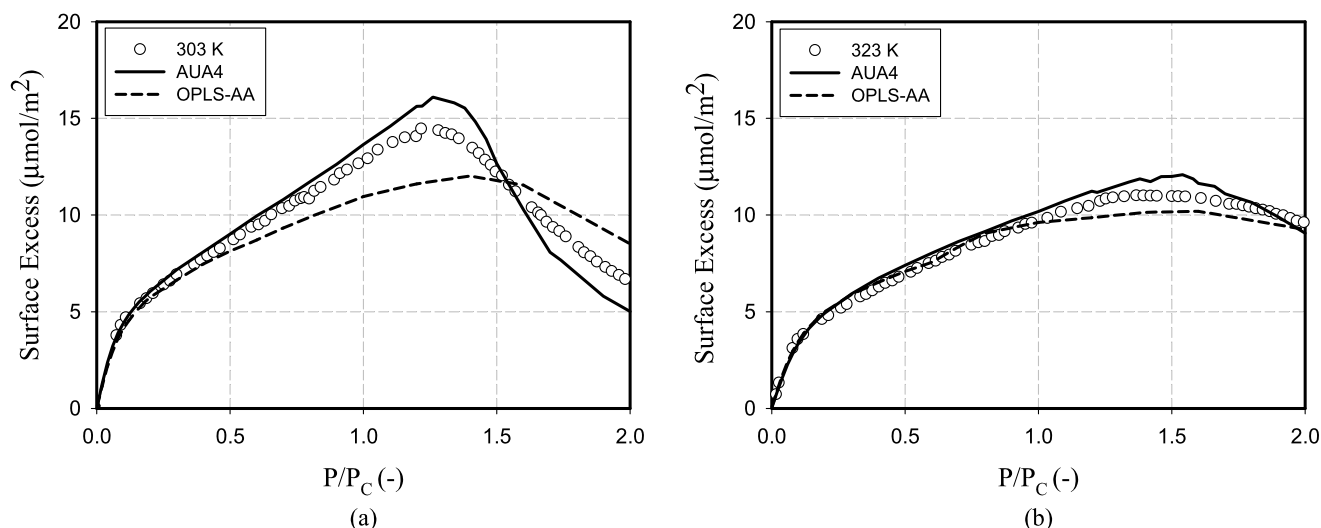 20
15
10
5
0
Surface Excess (μmol/m²)
303 K
AUA4
OPLS-AA
0.0 0.5 1.0 1.5 2.0
P/P_C (-)
(a)
20
15
10
5
0
Surface Excess (μmol/m²)
323 K
AUA4
OPLS-AA
0.0 0.5 1.0 1.5 2.0
P/P_C (-)
(b)